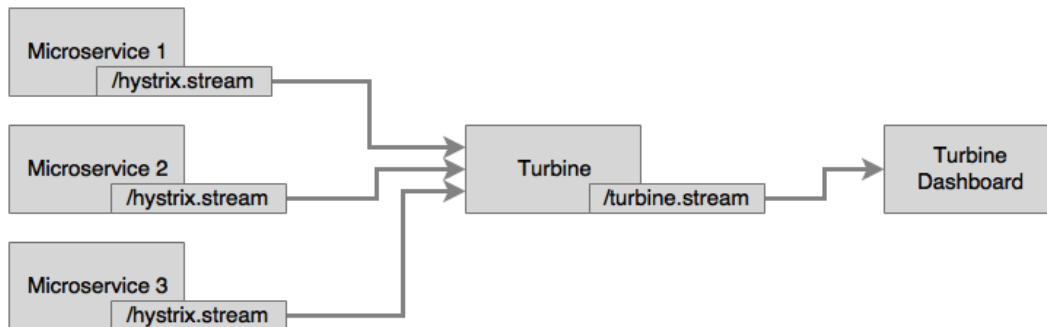 Microservice 1
/hystrix.stream
Microservice 2
/hystrix.stream
Microservice 3
/hystrix.stream
Turbine
/turbine.stream
Turbine
Dashboard